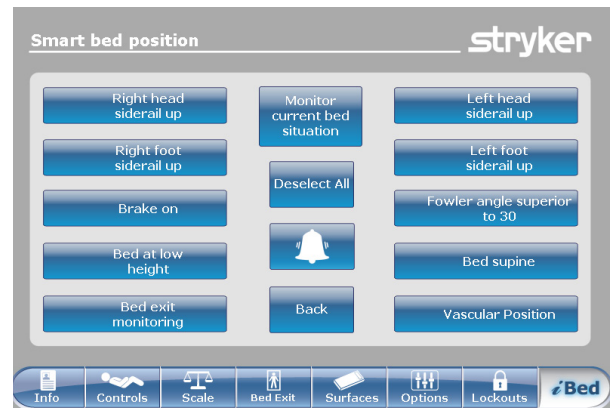 Smart bed position
stryker
Right head
siderail up
Monitor
current bed
situation
Left head
siderail up
Right foot
siderail up
Left foot
siderail up
Deselect All
Brake on
Fowler angle superior
to 30
Bed at low
height
Bed supine
Bed exit
monitoring
Back
Vascular Position
Info
Controls
Scale
Bed Exit
Surfaces
Options
Lockouts
iBed